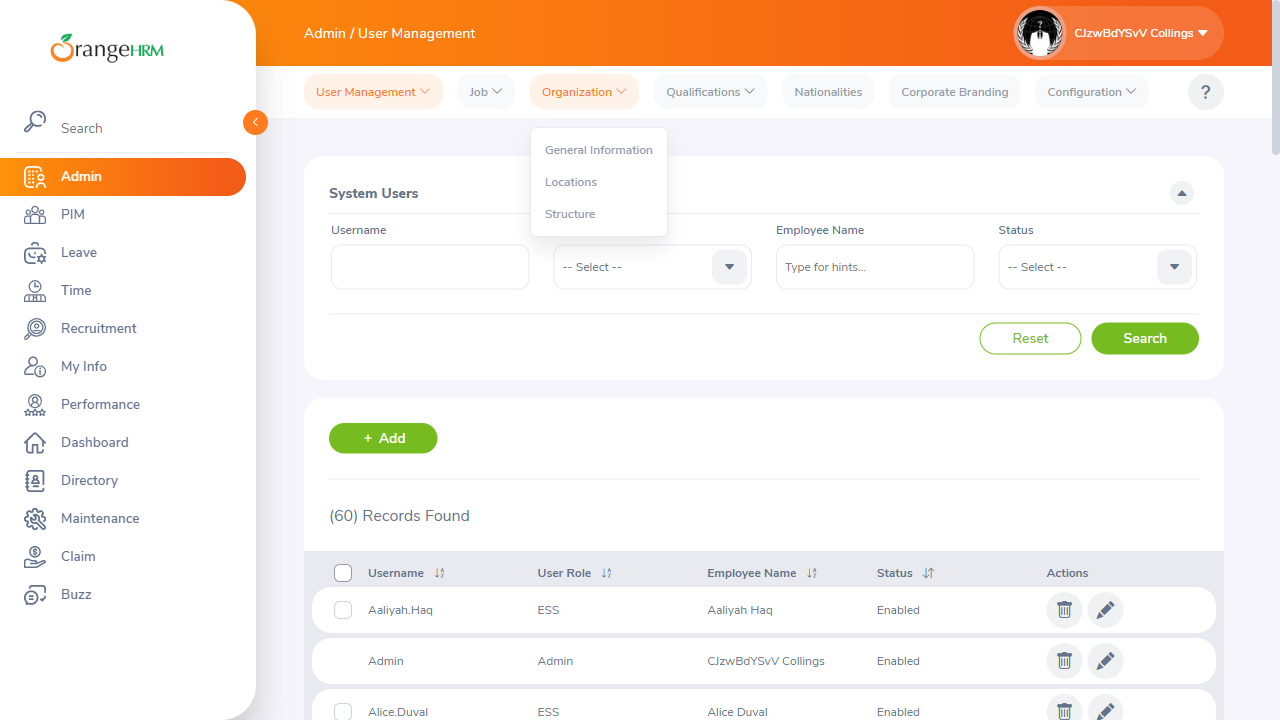 OrangeHRM
Admin / User Management
CJzwBdYSvV Collings
User Management
Job
Organization
Qualifications
Nationalities
Corporate Branding
Configuration
?
Search
Admin
PIM
Leave
Time
Recruitment
My Info
Performance
Dashboard
Directory
Maintenance
Claim
Buzz
General Information
Locations
Structure
System Users
Username
Employee Name
Status
-- Select --
Type for hints...
-- Select --
Reset
Search
+ Add
(60) Records Found
Username
User Role
Employee Name
Status
Actions
Aaliyah.Haq
ESS
Aaliyah Haq
Enabled
Admin
Admin
CJzwBdYSvV Collings
Enabled
Alice.Duval
ESS
Alice Duval
Enabled